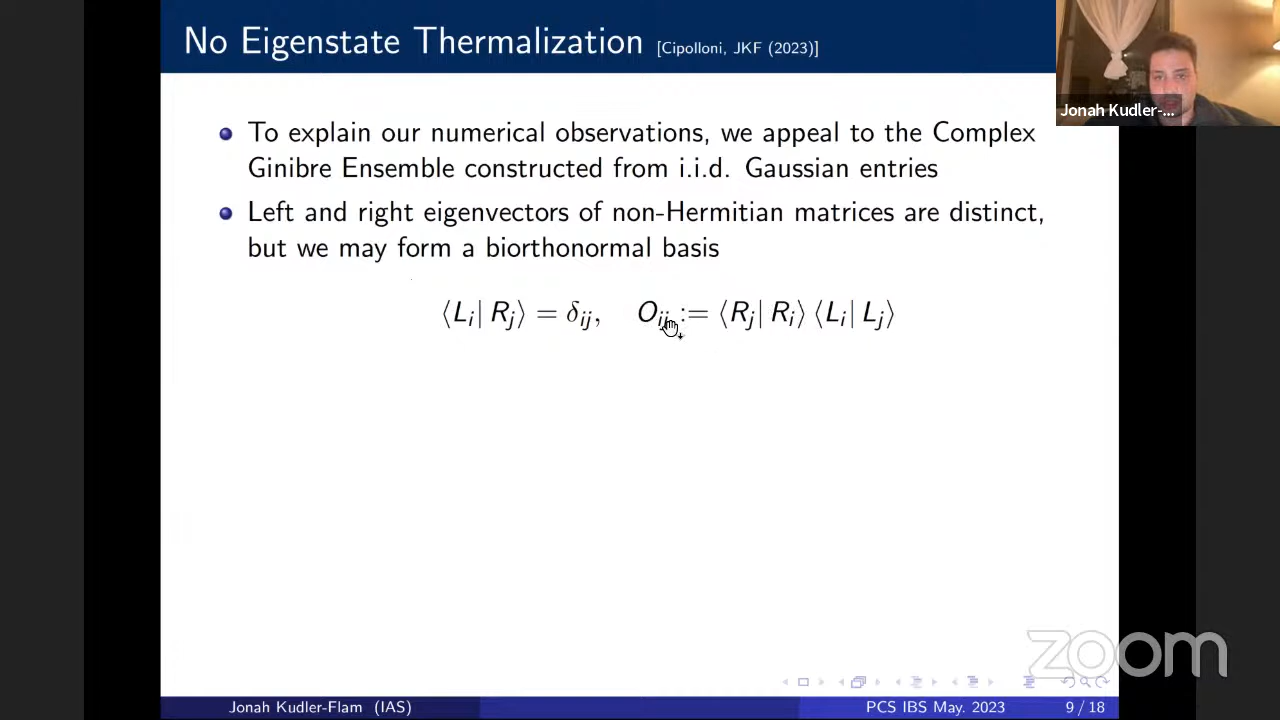 No Eigenstate Thermalization [Cipolloni, JKF (2023)]
Jonah Kudler-...
To explain our numerical observations, we appeal to the Complex
Ginibre Ensemble constructed from i.i.d. Gaussian entries
Left and right eigenvectors of non-Hermitian matrices are distinct,
but we may form a biorthonormal basis
⟨L_i| R_j⟩ = δ_ij, O_ij := ⟨R_j| R_i⟩ ⟨L_i| L_j⟩
zoom
Jonah Kudler-Flam (IAS) PCS IBS May. 2023 9 / 18